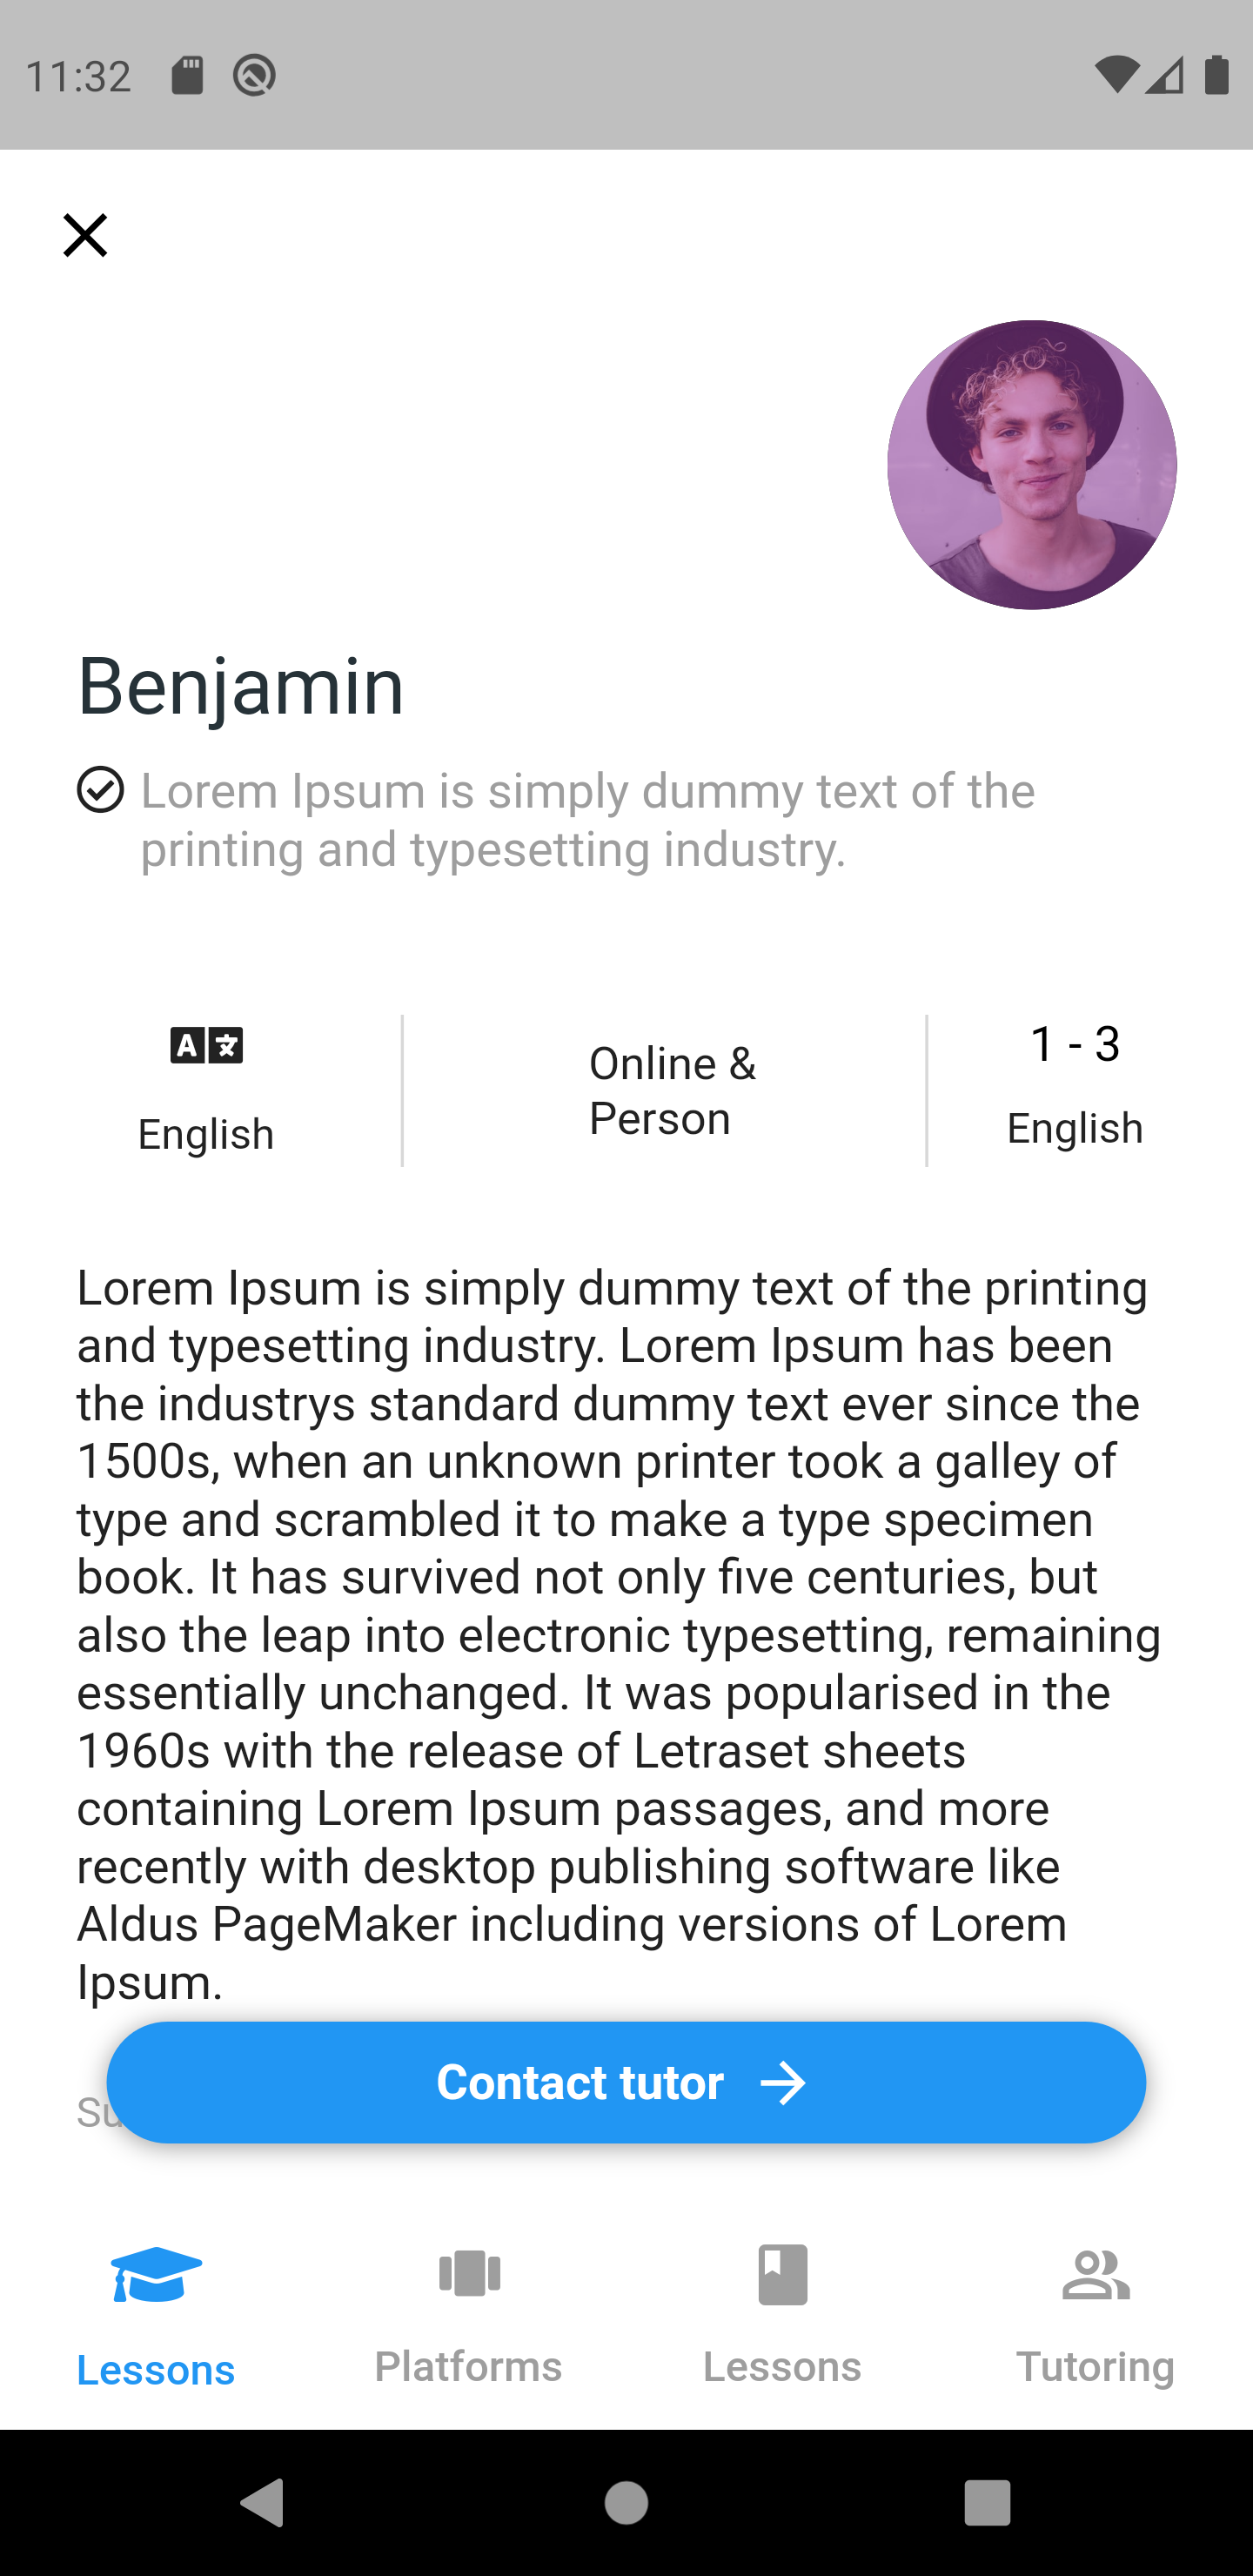 11:32
Benjamin
Lorem Ipsum is simply dummy text of the
printing and typesetting industry.
A 文
English
Online &
Person
1 - 3
English
Lorem Ipsum is simply dummy text of the printing
and typesetting industry. Lorem Ipsum has been
the industrys standard dummy text ever since the
1500s, when an unknown printer took a galley of
type and scrambled it to make a type specimen
book. It has survived not only five centuries, but
also the leap into electronic typesetting, remaining
essentially unchanged. It was popularised in the
1960s with the release of Letraset sheets
containing Lorem Ipsum passages, and more
recently with desktop publishing software like
Aldus PageMaker including versions of Lorem
Ipsum.
Contact tutor
Lessons
Platforms
Lessons
Tutoring